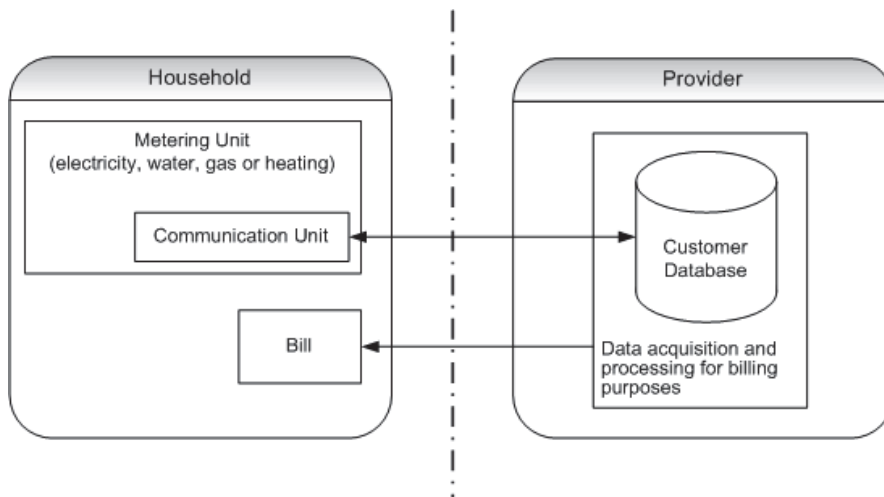 Household
Provider
Metering Unit
(electricity, water, gas or heating)
Communication Unit
Customer
Database
Bill
Data acquisition and
processing for billing
purposes